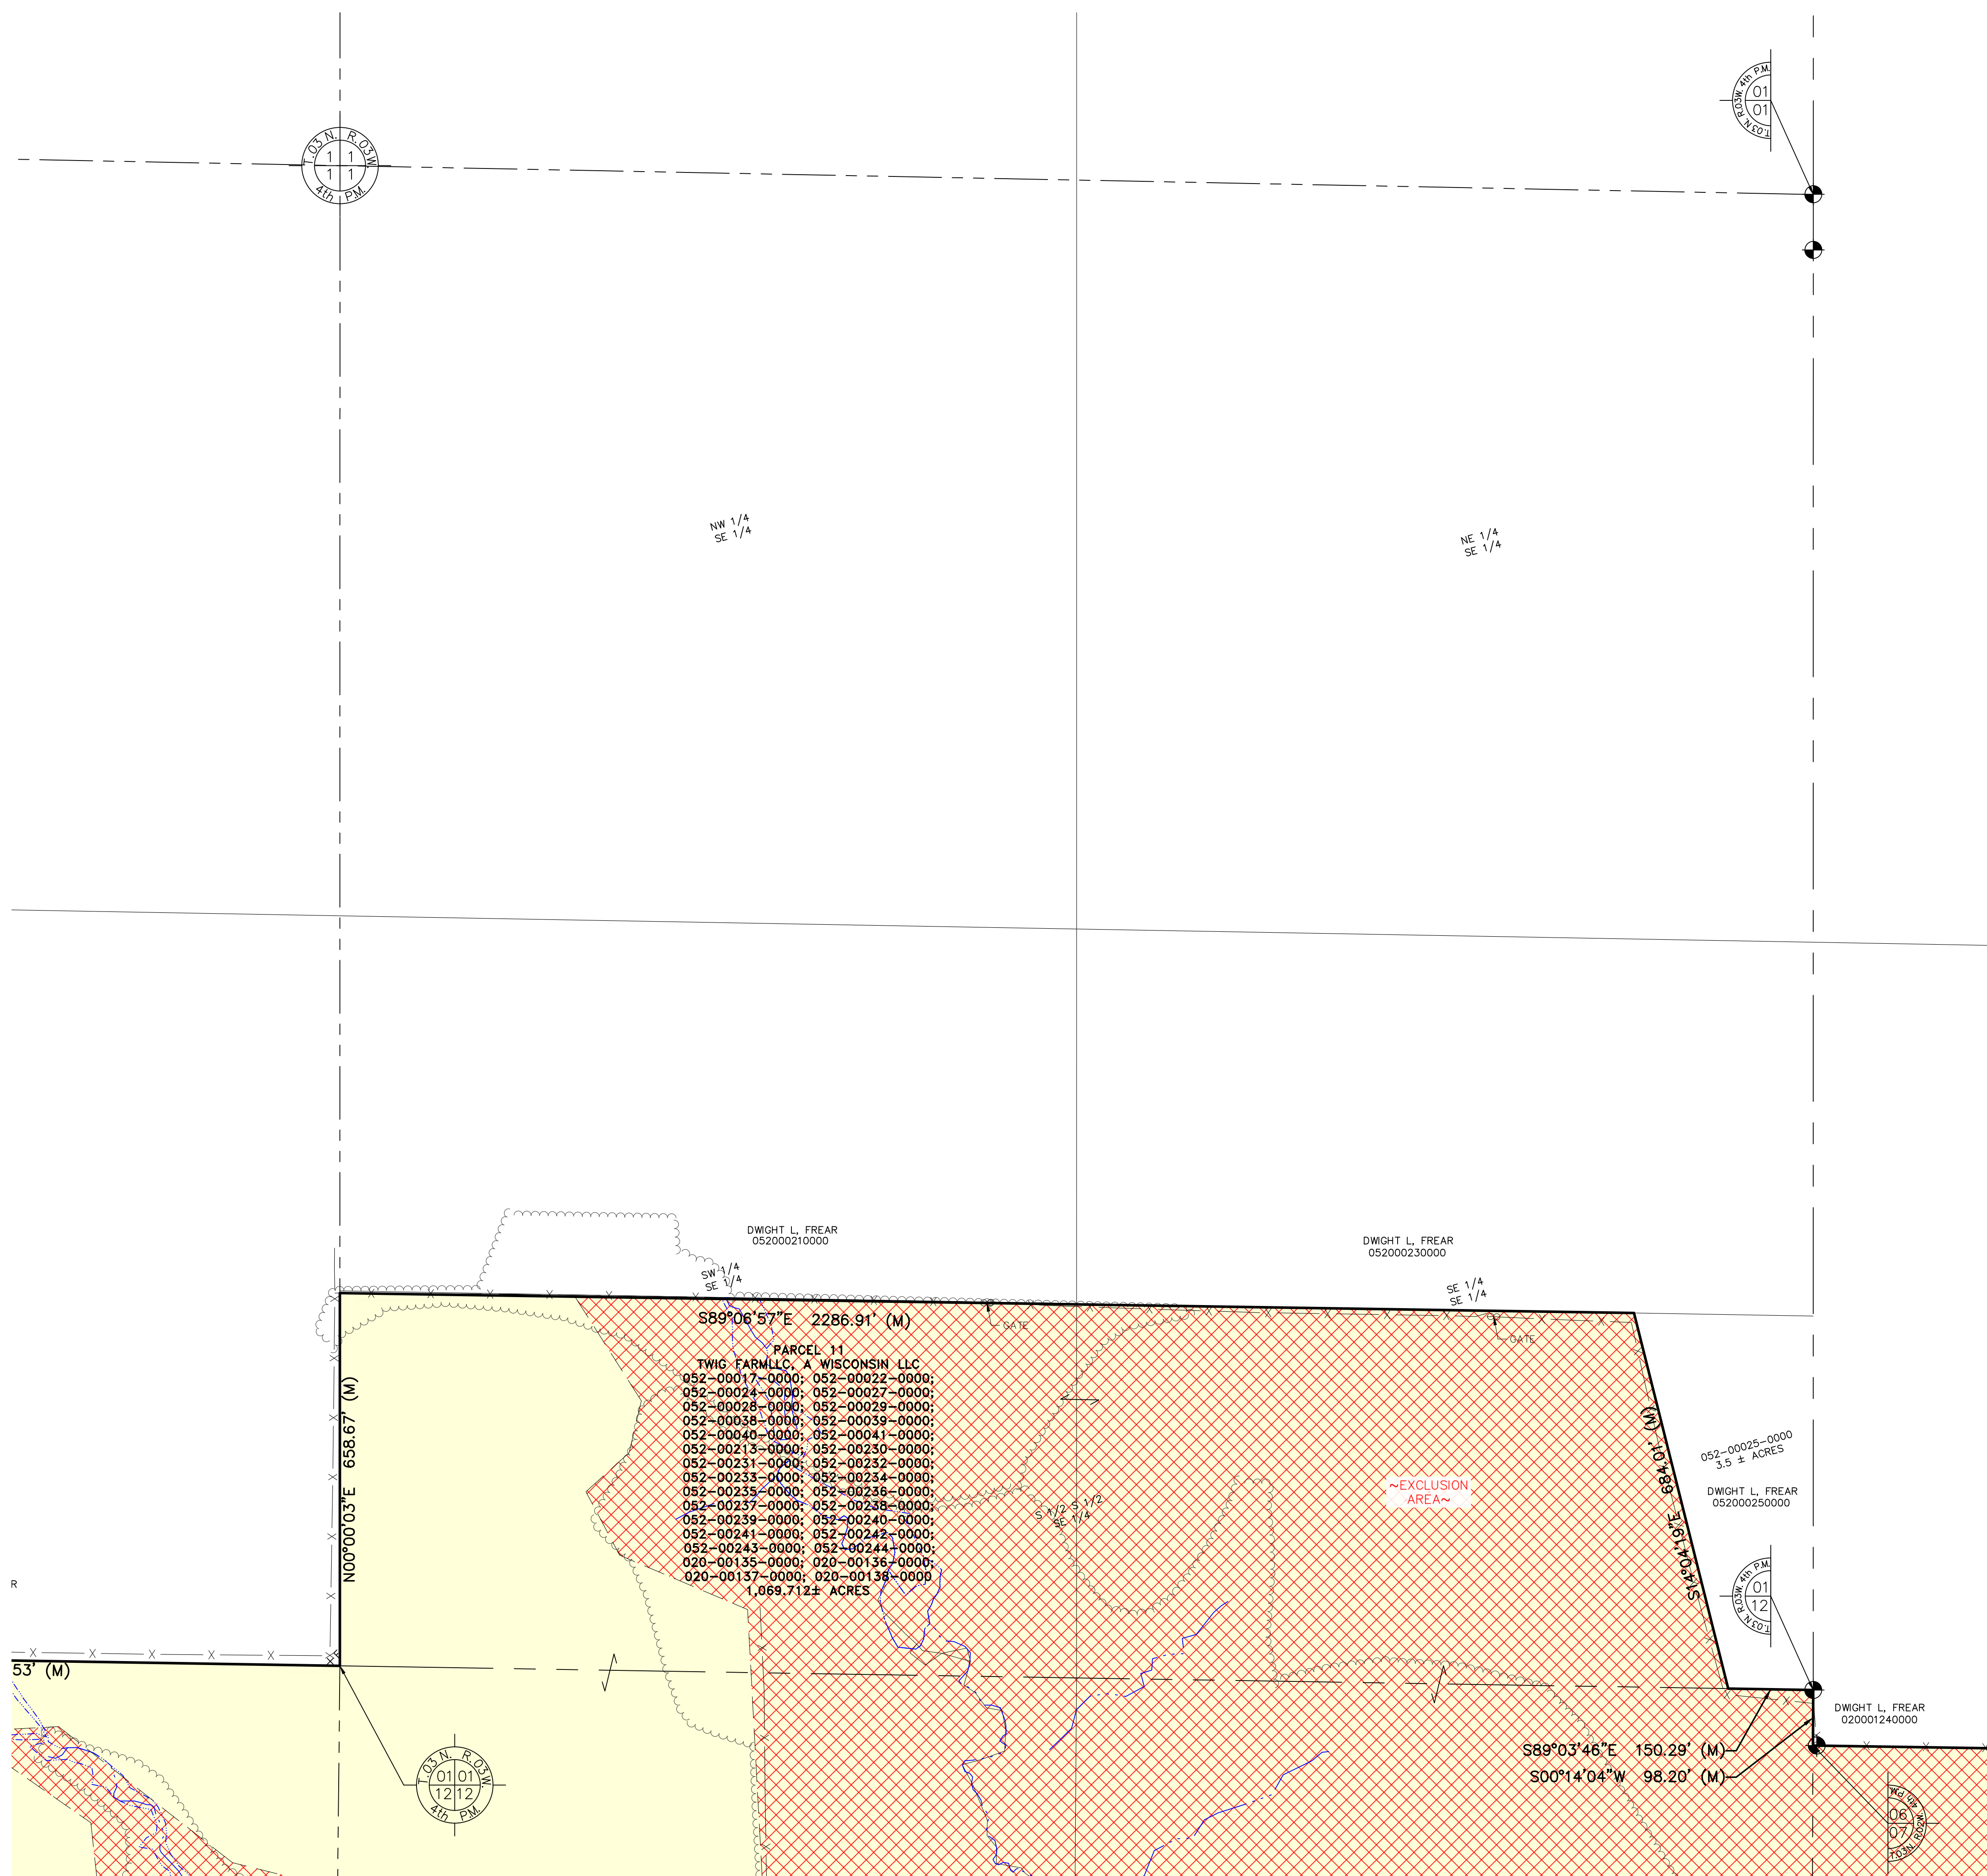 T.03 N. R.03W.
1 1
1 1
4th P.M.
T.03N. R.03W. 4th P.M.
01
01
NW 1/4
SE 1/4
NE 1/4
SE 1/4
DWIGHT L, FREAR
052000210000
DWIGHT L, FREAR
052000230000
SW 1/4
SE 1/4
SE 1/4
SE 1/4
S89°06'57"E 2286.91' (M)
GATE
GATE
PARCEL 11
TWIG FARMLLC, A WISCONSIN LLC
052-00017-0000; 052-00022-0000;
052-00024-0000; 052-00027-0000;
052-00028-0000; 052-00029-0000;
052-00038-0000; 052-00039-0000;
052-00040-0000; 052-00041-0000;
052-00213-0000; 052-00230-0000;
052-00231-0000; 052-00232-0000;
052-00233-0000; 052-00234-0000;
052-00235-0000; 052-00236-0000;
052-00237-0000; 052-00238-0000;
052-00239-0000; 052-00240-0000;
052-00241-0000; 052-00242-0000;
052-00243-0000; 052-00244-0000;
020-00135-0000; 020-00136-0000;
020-00137-0000; 020-00138-0000
1,069.712± ACRES
N00°00'03"E 658.67' (M)
S 1/2 S 1/2
SE 1/4
~EXCLUSION
AREA~
S14°04'19"E 684.01' (M)
052-00025-0000
3.5 ± ACRES
DWIGHT L, FREAR
052000250000
T.03N. R.03W. 4th P.M.
01
12
R
53' (M)
DWIGHT L, FREAR
020001240000
S89°03'46"E 150.29' (M)
S00°14'04"W 98.20' (M)
T.03 N. R.03W.
01 01
12 12
4th P.M.
T.03N. R.02W. 4th P.M.
06
07